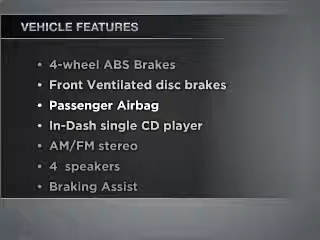 VEHICLE FEATURES
• 4-wheel ABS Brakes
• Front Ventilated disc brakes
• Passenger Airbag
• In-Dash single CD player
• AM/FM stereo
• 4 speakers
• Braking Assist